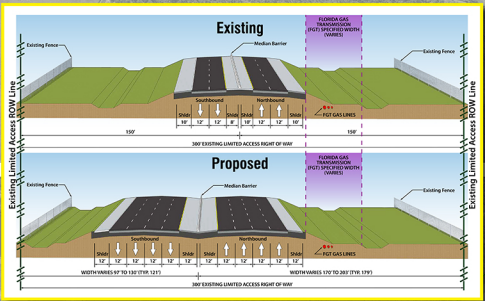 Existing
FLORIDA GAS
TRANSMISSION
(FGT) SPECIFIED WIDTH
(VARIES)
Existing Fence
Median Barrier
Existing Fence
Existing Limited Access ROW Line
Existing Limited Access ROW Line
Southbound
Northbound
Shldr Shldr Shldr Shldr
10' 12' 12' 8' 10' 12' 12' 10'
FGT GAS LINES
150' 150'
300' EXISTING LIMITED ACCESS RIGHT OF WAY
Proposed
FLORIDA GAS
TRANSMISSION
(FGT) SPECIFIED WIDTH
(VARIES)
Existing Fence
Median Barrier
Existing Fence
Southbound
Northbound
Shldr Shldr Shldr Shldr
12' 12' 12' 12' 12' 12' 12' 12' 12' 12' 12' 12'
FGT GAS LINES
WIDTH VARIES 97' TO 130' (TYP. 121') WIDTH VARIES 170' TO 203' (TYP. 179')
300' EXISTING LIMITED ACCESS RIGHT OF WAY